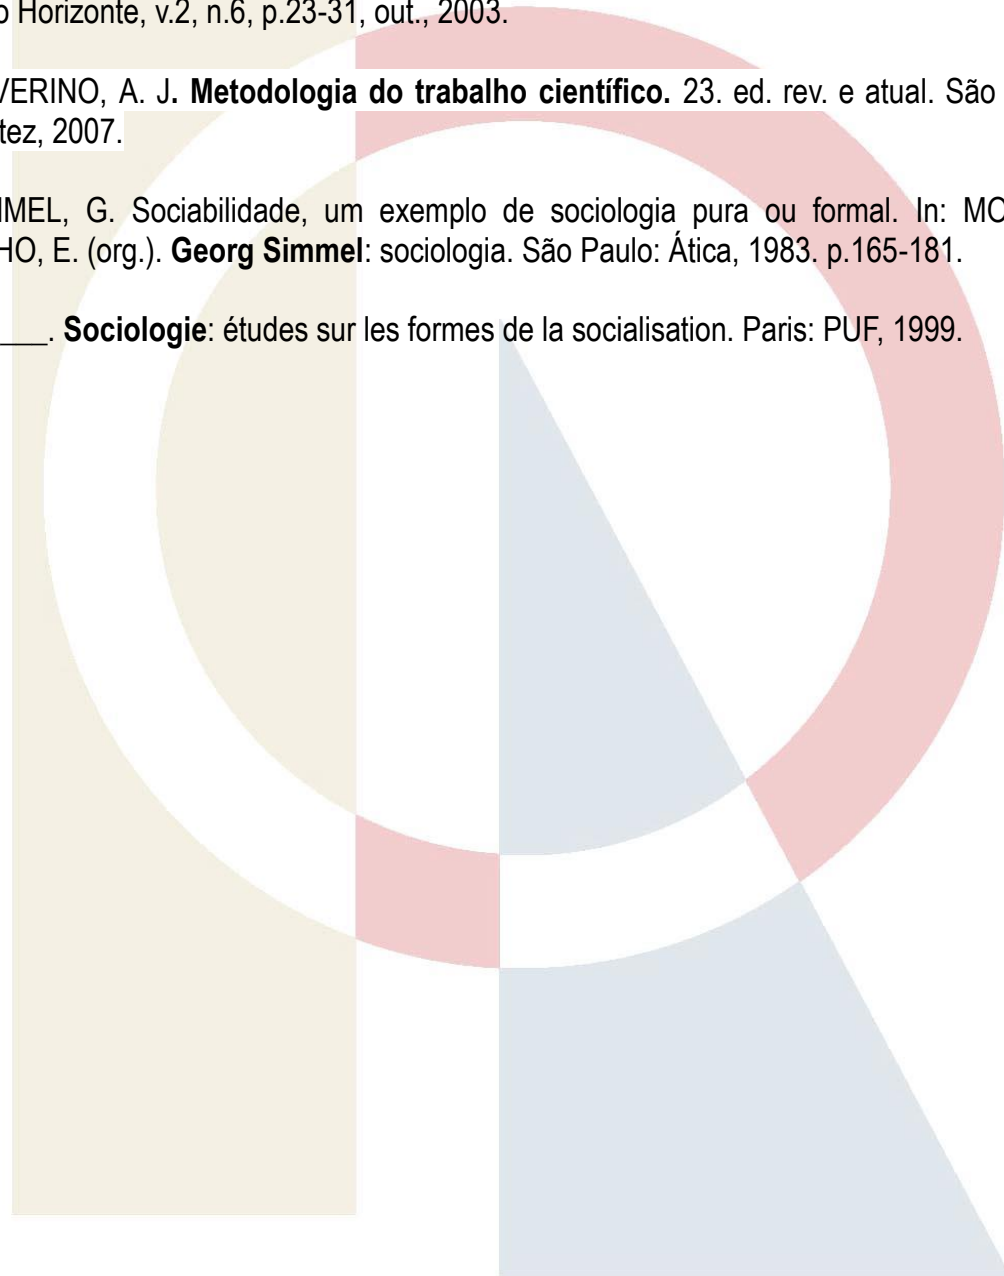 o Horizonte, v.2, n.6, p.23-31, out., 2003.
VERINO, A. J. Metodologia do trabalho científico. 23. ed. rev. e atual. São
tez, 2007.
MEL, G. Sociabilidade, um exemplo de sociologia pura ou formal. In: MO
HO, E. (org.). Georg Simmel: sociologia. São Paulo: Ática, 1983. p.165-181.
___. Sociologie: études sur les formes de la socialisation. Paris: PUF, 1999.